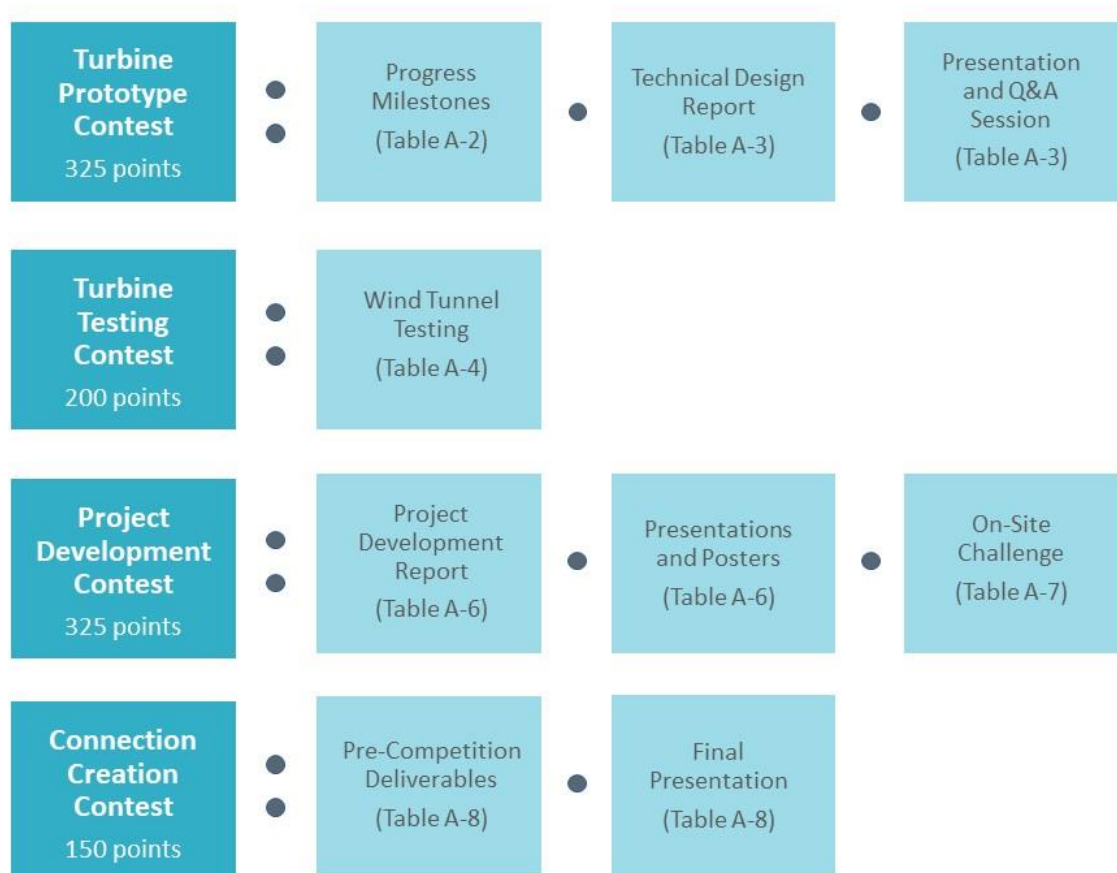 Turbine
Prototype
Contest
325 points
Progress
Milestones
(Table A-2)
Technical Design
Report
(Table A-3)
Presentation
and Q&A
Session
(Table A-3)
Turbine
Testing
Contest
200 points
Wind Tunnel
Testing
(Table A-4)
Project
Development
Contest
325 points
Project
Development
Report
(Table A-6)
Presentations
and Posters
(Table A-6)
On-Site
Challenge
(Table A-7)
Connection
Creation
Contest
150 points
Pre-Competition
Deliverables
(Table A-8)
Final
Presentation
(Table A-8)